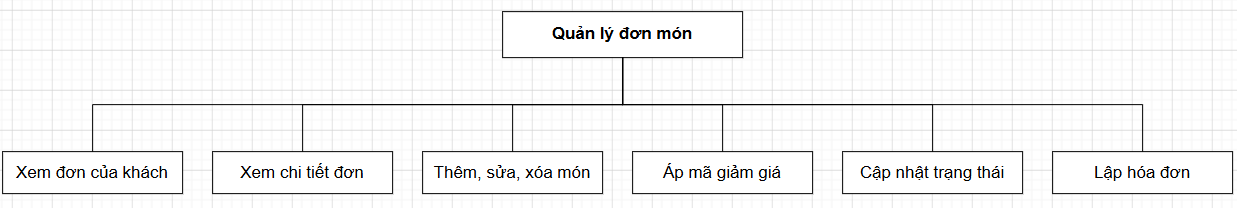 Quản lý đơn món
Xem đơn của khách
Xem chi tiết đơn
Thêm, sửa, xóa món
Áp mã giảm giá
Cập nhật trạng thái
Lập hóa đơn